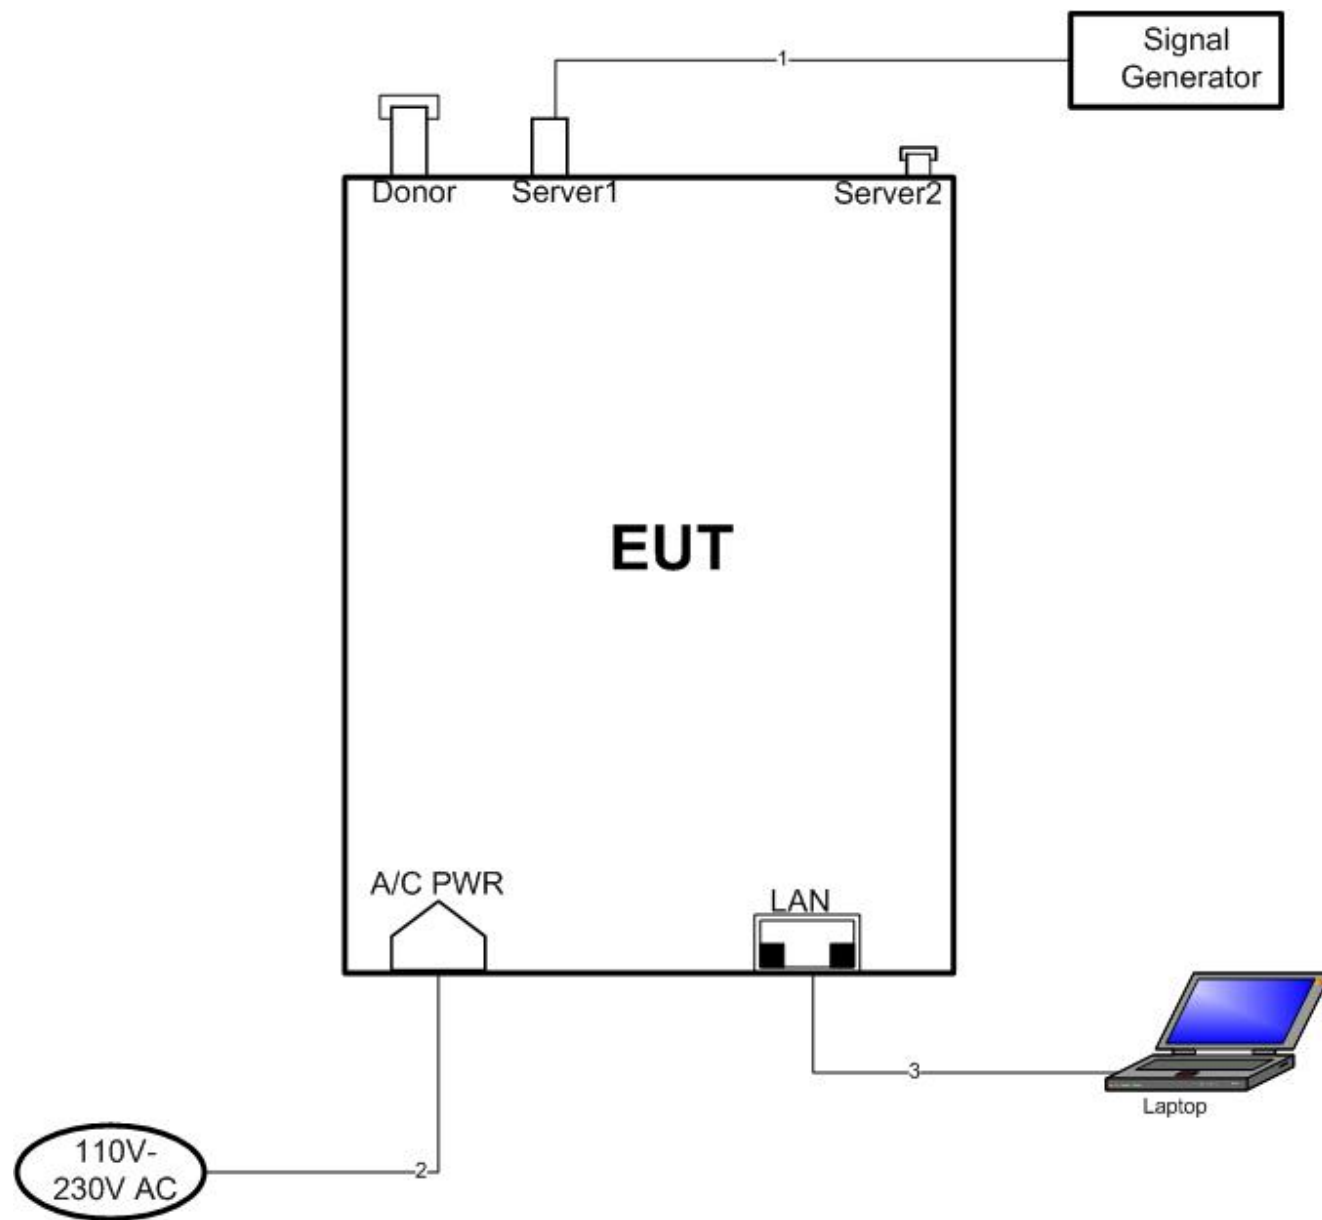 Signal
Generator
1
Donor
Server1
Server2
EUT
A/C PWR
LAN
3
Laptop
110V-
230V AC
2